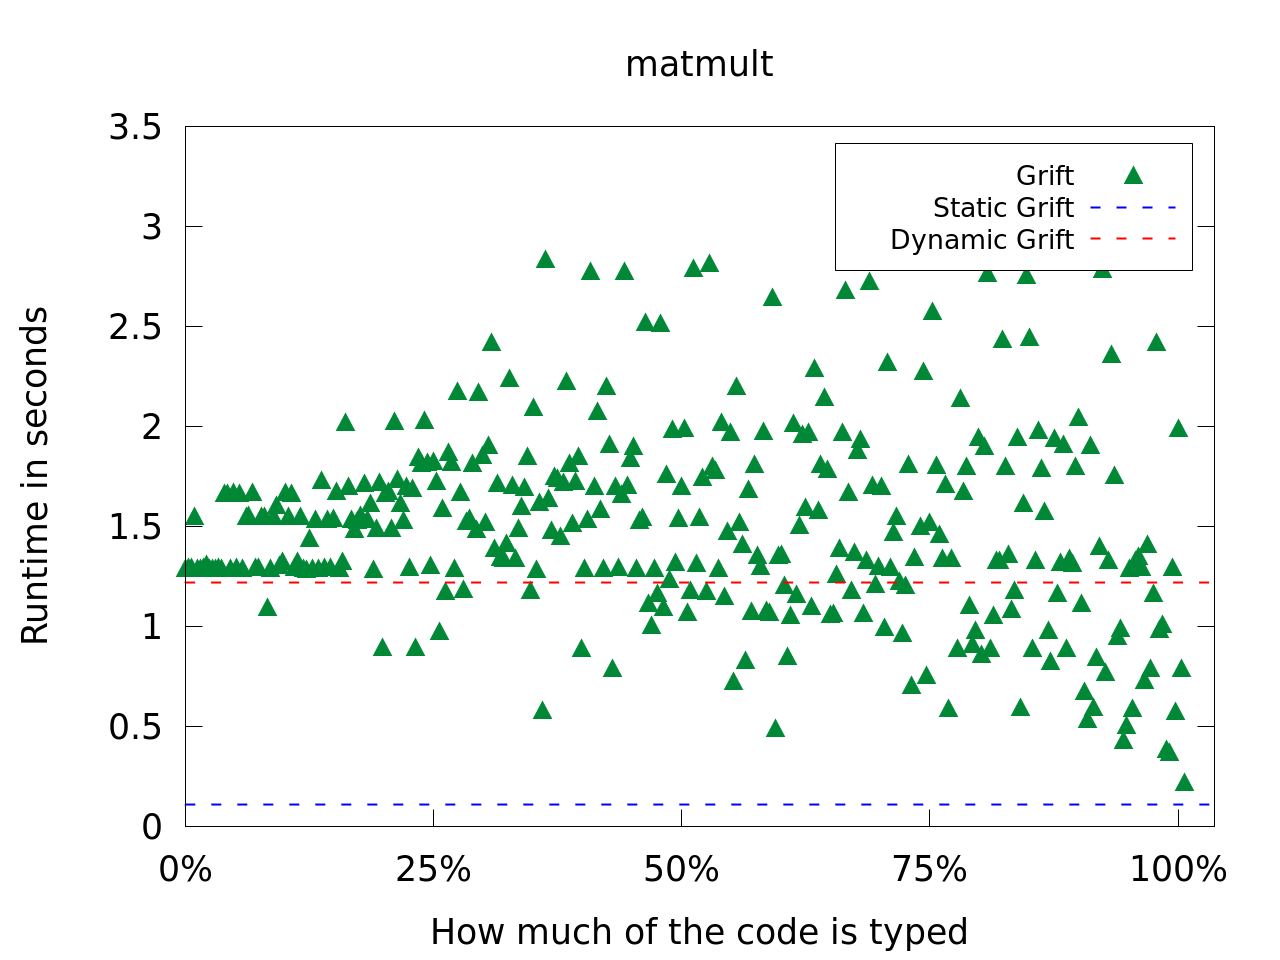 matmult
3.5
3
2.5
2
1.5
1
0.5
0
0% 25% 50% 75% 100%
Runtime in seconds
How much of the code is typed
Grift
Static Grift
Dynamic Grift